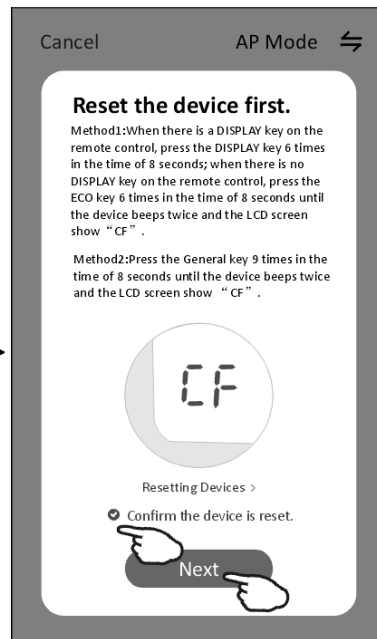 Cancel AP Mode
Reset the device first.
Method1:When there is a DISPLAY key on the
remote control, press the DISPLAY key 6 times
in the time of 8 seconds; when there is no
DISPLAY key on the remote control, press the
ECO key 6 times in the time of 8 seconds until
the device beeps twice and the LCD screen
show “CF”.
Method2:Press the General key 9 times in the
time of 8 seconds until the device beeps twice
and the LCD screen show “CF”.
CF
Resetting Devices >
Confirm the device is reset.
Next